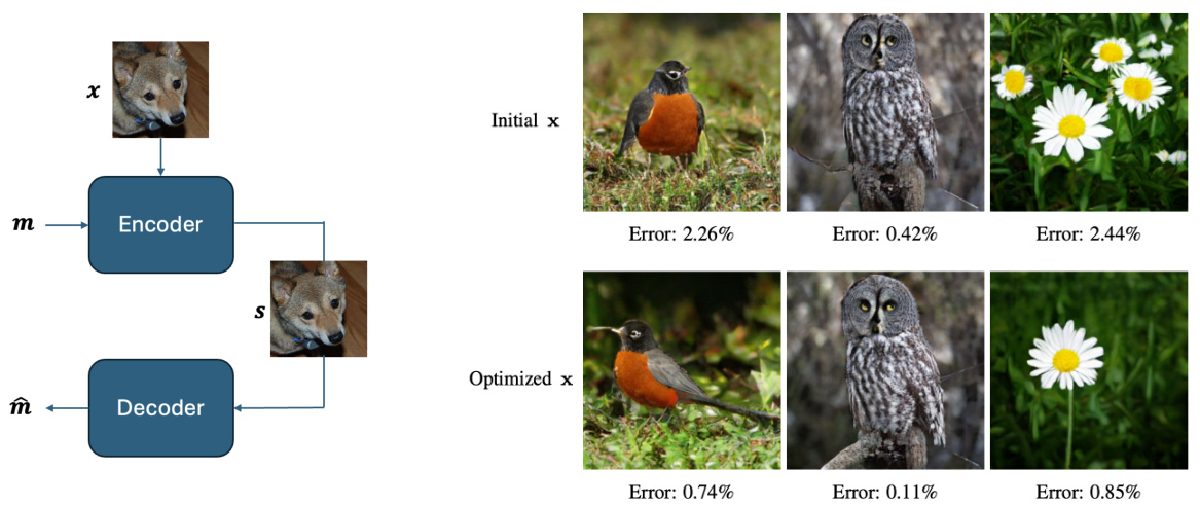 x
m
Encoder
s
m̂
Decoder
Initial x
Error: 2.26%
Error: 0.42%
Error: 2.44%
Optimized x
Error: 0.74%
Error: 0.11%
Error: 0.85%